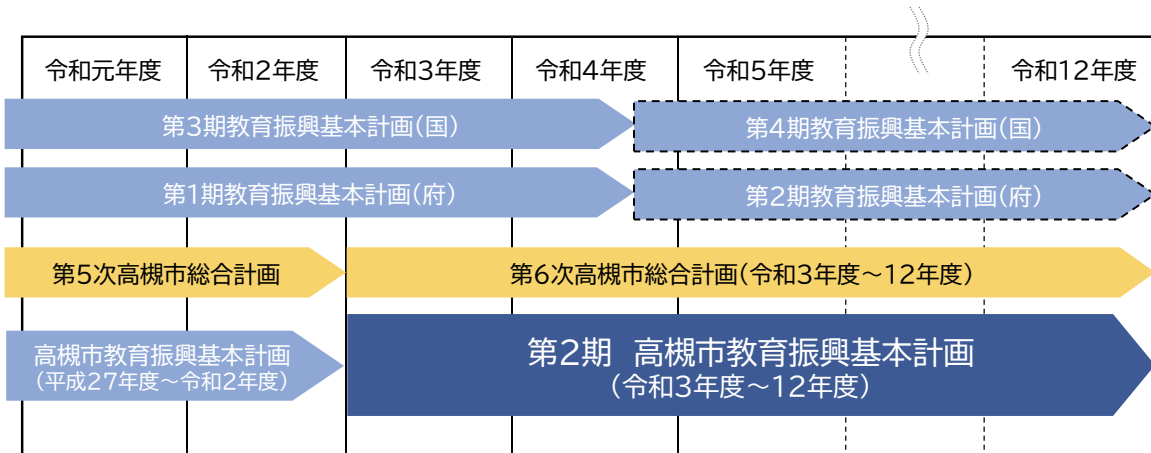 令和元年度 令和2年度 令和3年度 令和4年度 令和5年度 令和12年度
第3期教育振興基本計画(国) 第4期教育振興基本計画(国)
第1期教育振興基本計画(府) 第2期教育振興基本計画(府)
第5次高槻市総合計画 第6次高槻市総合計画(令和3年度～12年度)
高槻市教育振興基本計画
(平成27年度～令和2年度)
第2期 高槻市教育振興基本計画
(令和3年度～12年度)